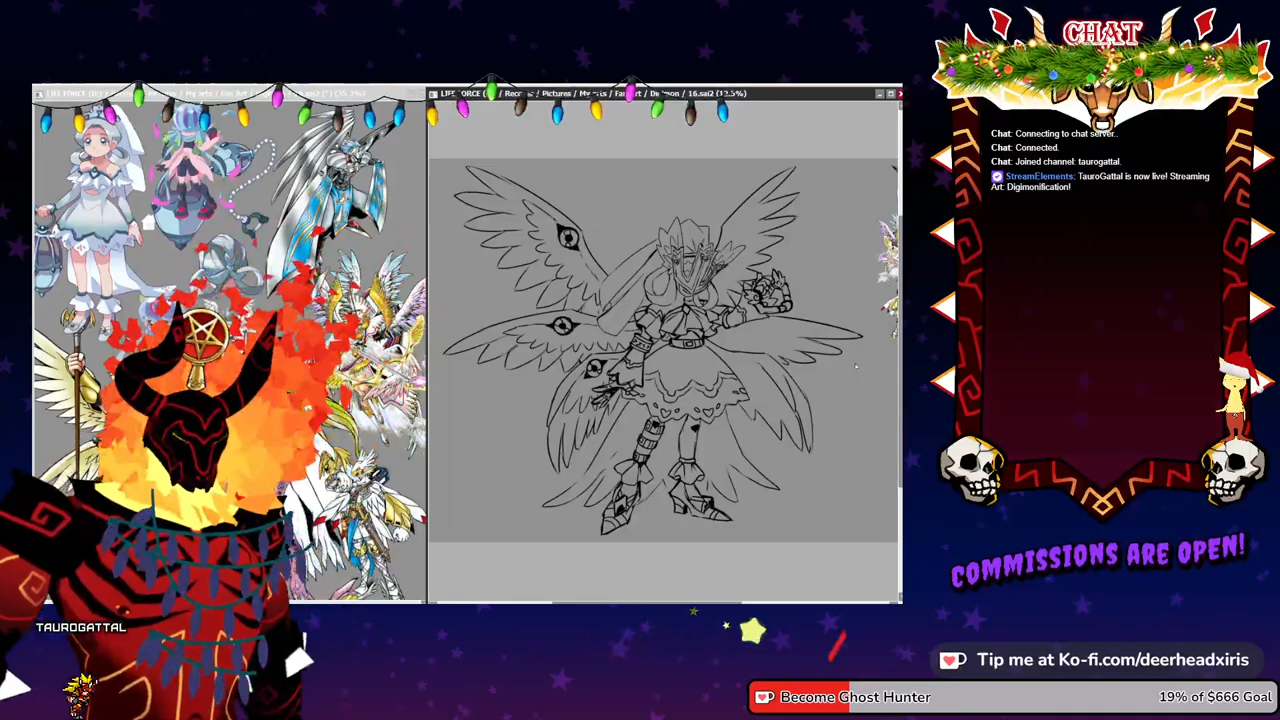 CHAT
Chat: Connecting to chat server..
Chat: Connected.
Chat: Joined channel: taurogattal.
StreamElements: TauroGattal is now live! Streaming
Art: Digimonification!
COMMISSIONS ARE OPEN!
TAUROGATTAL
Tip me at Ko-fi.com/deerheadxiris
Become Ghost Hunter
19% of $666 Goal